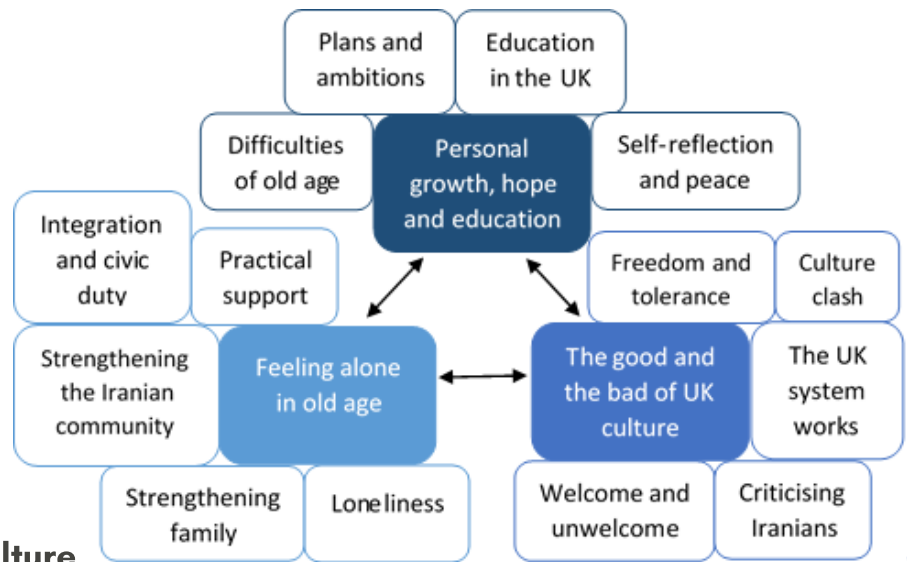 Plans and
ambitions
Education
in the UK
Difficulties
of old age
Personal
growth, hope
and education
Self-reflection
and peace
Integration
and civic
duty
Practical
support
Freedom and
tolerance
Culture
clash
Strengthening
the Iranian
community
Feeling alone
in old age
The good and
the bad of UK
culture
The UK
system
works
Strengthening
family
Loneliness
Welcome and
unwelcome
Criticising
Iranians
lture